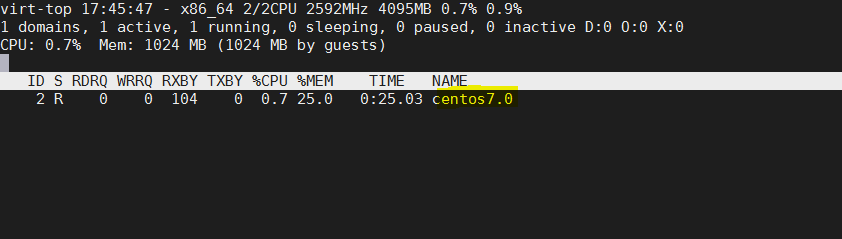 virt-top 17:45:47 - x86_64 2/2CPU 2592MHz 4095MB 0.7% 0.9%
1 domains, 1 active, 1 running, 0 sleeping, 0 paused, 0 inactive D:0 O:0 X:0
CPU: 0.7%  Mem: 1024 MB (1024 MB by guests)
ID S RDRQ WRRQ RXBY TXBY %CPU %MEM TIME NAME
2 R 0 0 104 0 0.7 25.0 0:25.03 centos7.0